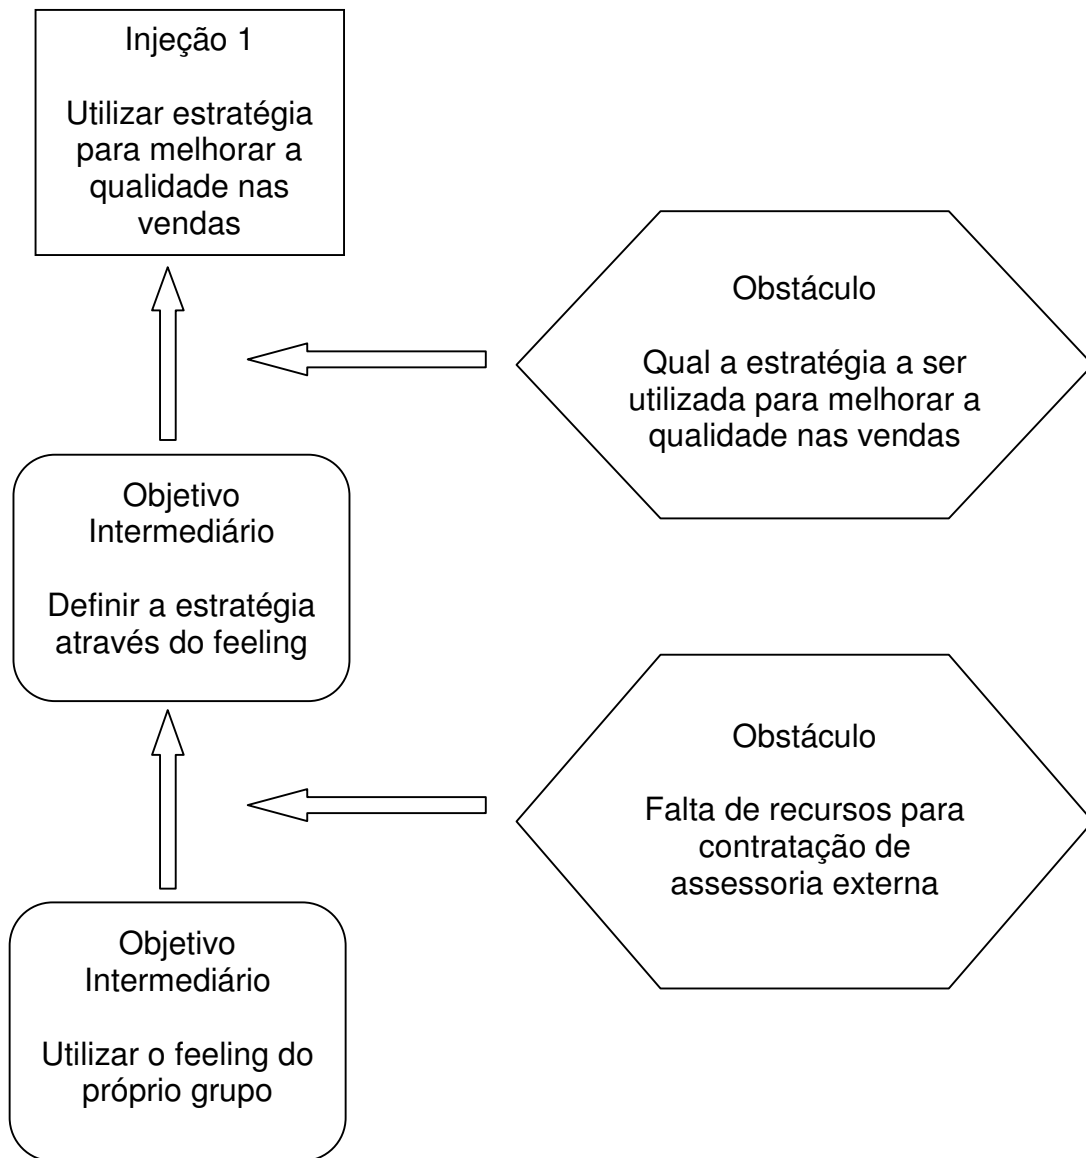 Injeção 1
Utilizar estratégia
para melhorar a
qualidade nas
vendas
Obstáculo
Qual a estratégia a ser
utilizada para melhorar a
qualidade nas vendas
Objetivo
Intermediário
Definir a estratégia
através do feeling
Obstáculo
Falta de recursos para
contratação de
assessoria externa
Objetivo
Intermediário
Utilizar o feeling do
próprio grupo